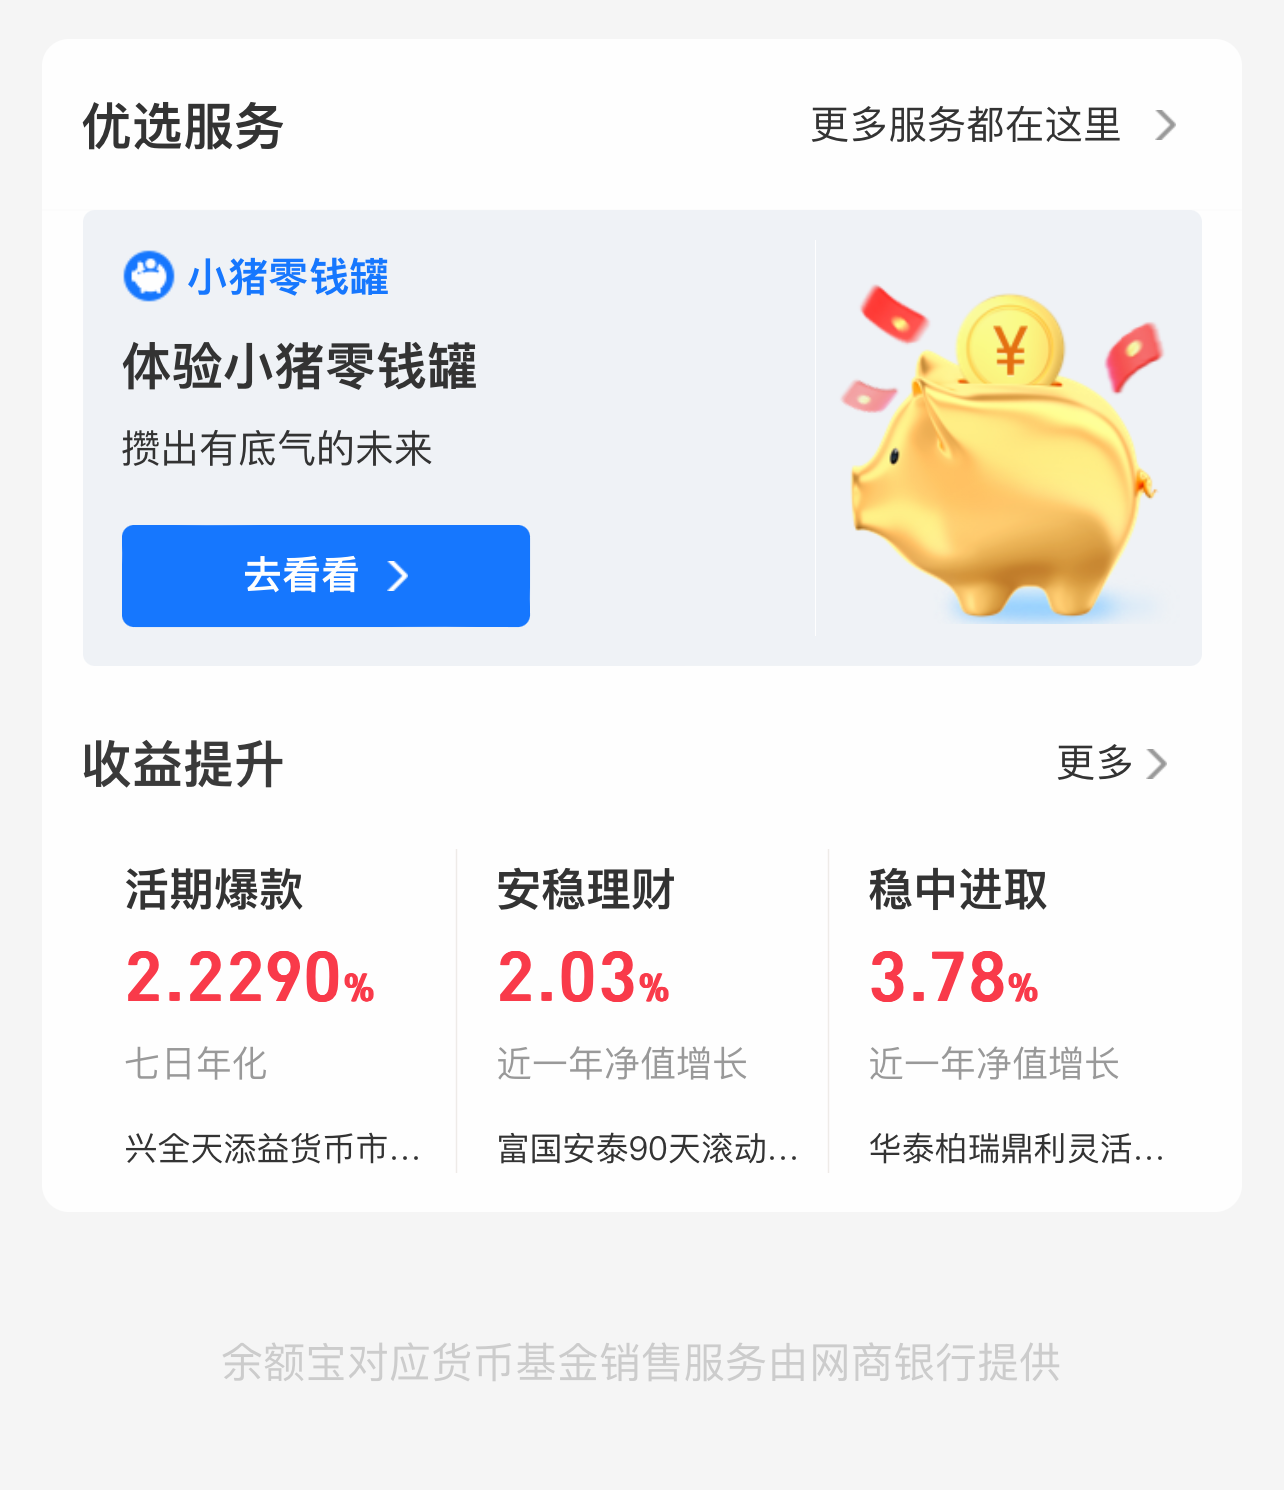 优选服务
更多服务都在这里
小猪零钱罐
体验小猪零钱罐
攒出有底气的未来
去看看
¥
收益提升
更多
活期爆款
2.2290%
七日年化
兴全天添益货币市...
安稳理财
2.03%
近一年净值增长
富国安泰90天滚动...
稳中进取
3.78%
近一年净值增长
华泰柏瑞鼎利灵活...
余额宝对应货币基金销售服务由网商银行提供